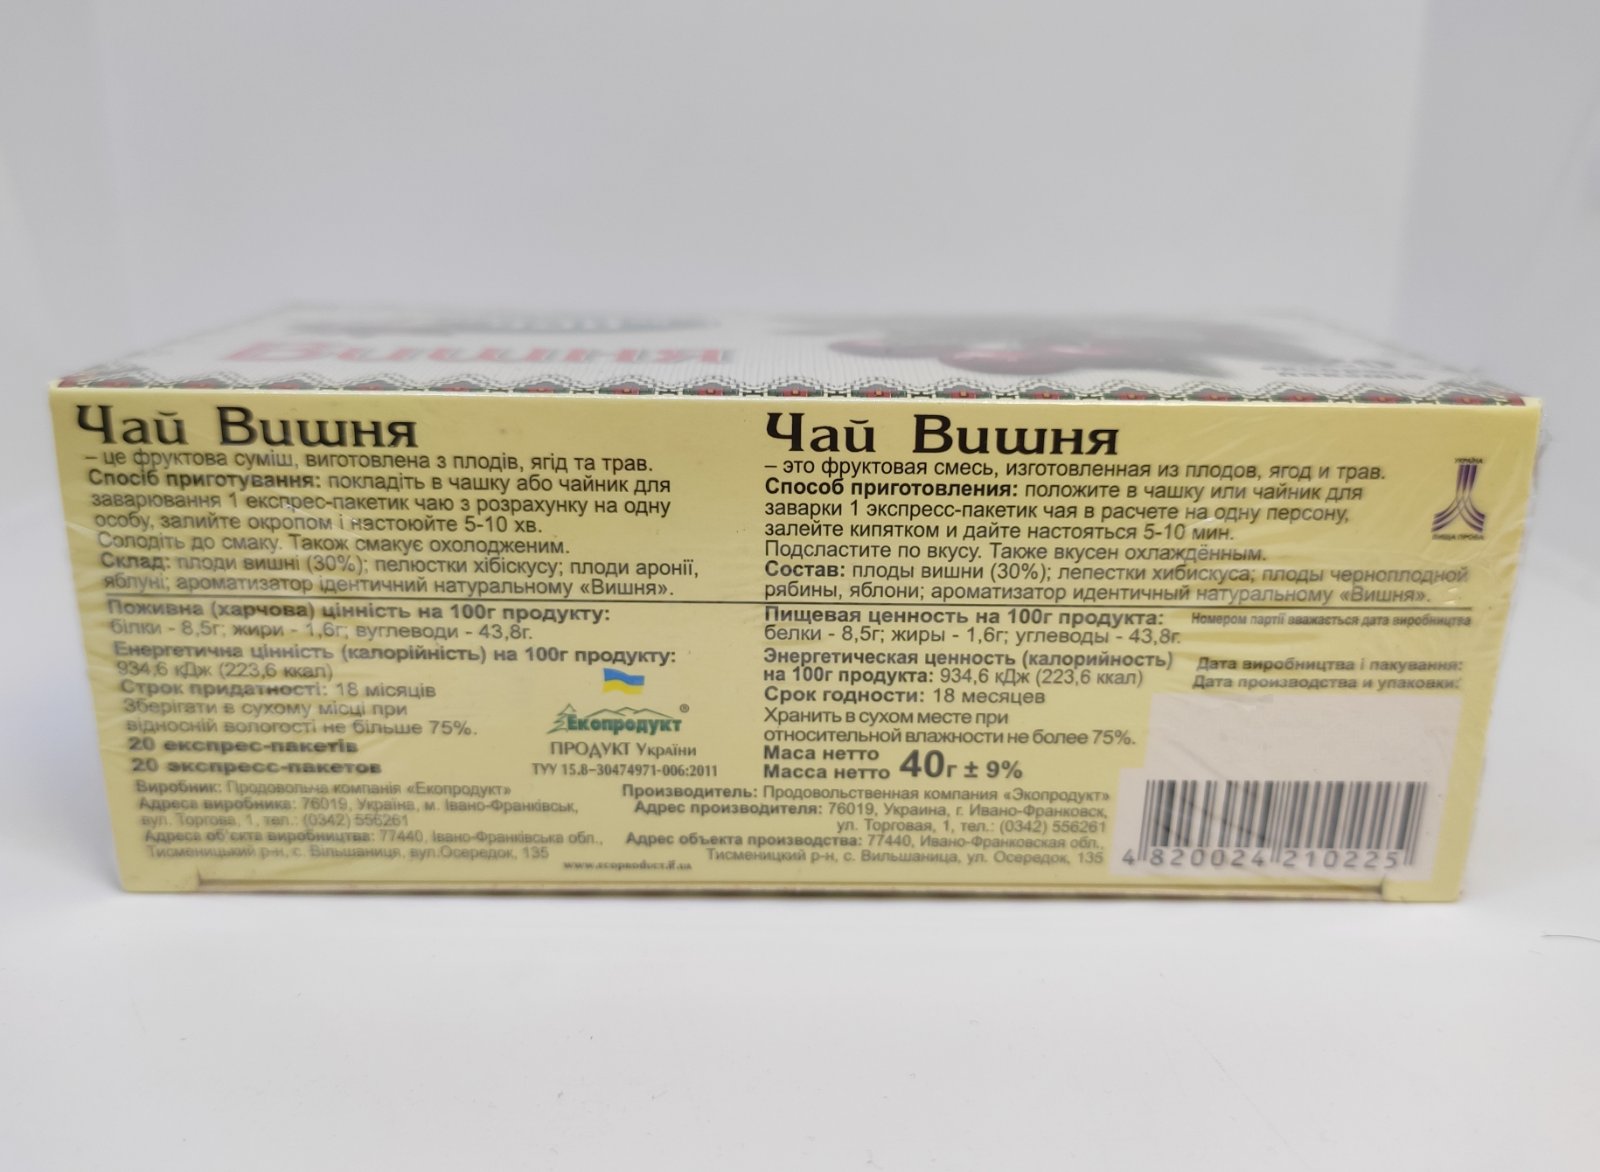 Вишня
Чай Вишня
– це фруктова суміш, виготовлена з плодів, ягід та трав.
Спосіб приготування: покладіть в чашку або чайник для
заварювання 1 експрес-пакетик чаю з розрахунку на одну
особу, залийте окропом і настоюйте 5-10 хв.
Солодіть до смаку. Також смакує охолодженим.
Склад: плоди вишні (30%); пелюстки хібіскусу; плоди аронії,
яблуні; ароматизатор ідентичний натуральному «Вишня».
Поживна (харчова) цінність на 100г продукту:
білки - 8,5г; жири - 1,6г; вуглеводи - 43,8г.
Енергетична цінність (калорійність) на 100г продукту:
934,6 кДж (223,6 ккал)
Строк придатності: 18 місяців
Зберігати в сухому місці при
відносній вологості не більше 75%.
20 експрес-пакетів
20 экспресс-пакетов
Екопродукт ®
ПРОДУКТ України
ТУУ 15.8-30474971-006:2011
Виробник: Продовольча компанія «Екопродукт»
Адреса виробника: 76019, Україна, м. Івано-Франківськ,
вул. Торгова, 1, тел.: (0342) 556261
Адреса об'єкта виробництва: 77440, Івано-Франківська обл.,
Тисменицький р-н, с. Вільшаниця, вул.Осередок, 135
www.ecoproduct.if.ua
Чай Вишня
– это фруктовая смесь, изготовленная из плодов, ягод и трав.
Способ приготовления: положите в чашку или чайник для
заварки 1 экспресс-пакетик чая в расчете на одну персону,
залейте кипятком и дайте настояться 5-10 мин.
Подсластите по вкусу. Также вкусен охлаждённым.
Состав: плоды вишни (30%); лепестки хибискуса; плоды черноплодной
рябины, яблони; ароматизатор идентичный натуральному «Вишня».
УКРАЇНА
ВИЩА ПРОБА
Пищевая ценность на 100г продукта:
белки - 8,5г; жиры - 1,6г; углеводы - 43,8г.
Энергетическая ценность (калорийность)
на 100г продукта: 934,6 кДж (223,6 ккал)
Срок годности: 18 месяцев
Хранить в сухом месте при
относительной влажности не более 75%.
Маса нетто
Масса нетто 40г ± 9%
Номером партії вважається дата виробництва
Дата виробництва і пакування:
Дата производства и упаковки:
Производитель: Продовольственная компания «Экопродукт»
Адрес производителя: 76019, Украина, г. Ивано-Франковск,
ул. Торговая, 1, тел.: (0342) 556261
Адрес объекта производства: 77440, Ивано-Франковская обл.,
Тисменицкий р-н, с. Вильшаница, ул. Осередок, 135
4 820024 210225